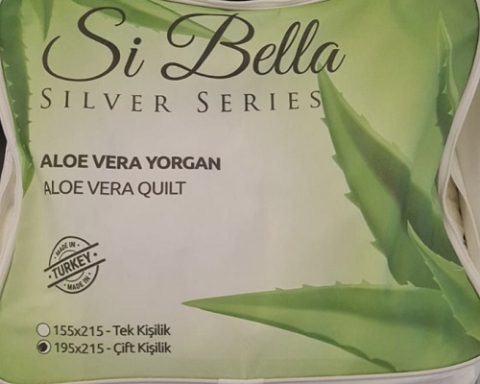 Si Bella
SILVER SERIES
ALOE VERA YORGAN
ALOE VERA QUILT
MADE IN
TURKEY
MADE IN
155x215 - Tek Kişilik
195x215 - Çift Kişilik